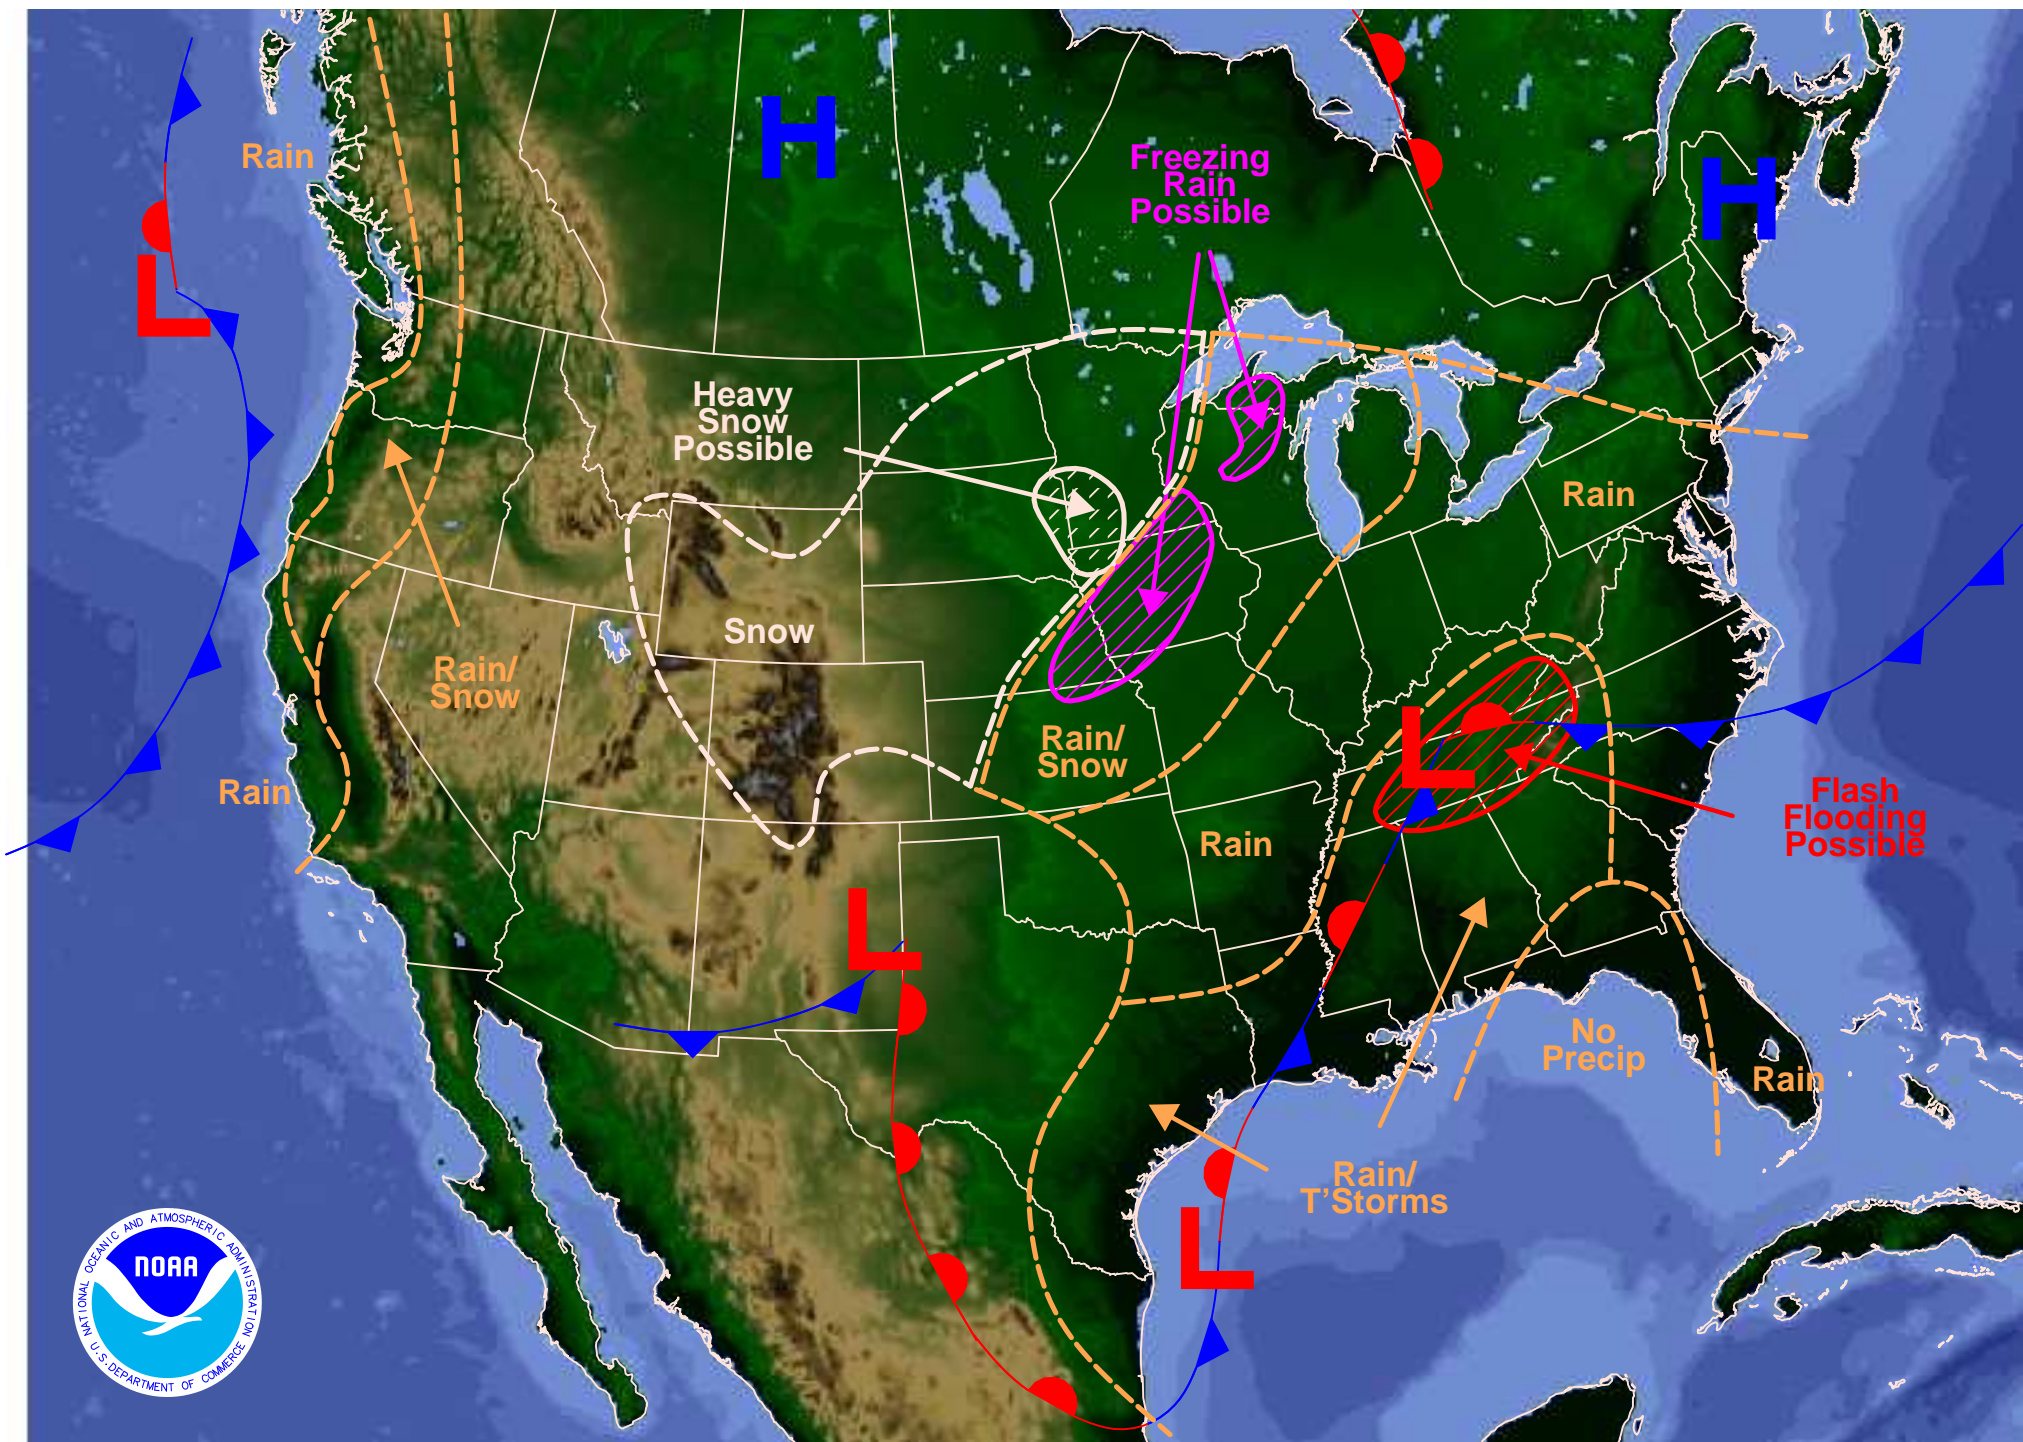 H
Rain
Freezing
Rain
Possible
H
L
Heavy
Snow
Possible
Rain
Snow
Rain/
Snow
L
Rain/
Snow
Rain
Flash
Flooding
Possible
Rain
L
No
Precip
Rain
Rain/
T'Storms
L
NATIONAL OCEANIC AND ATMOSPHERIC ADMINISTRATION
NOAA
U.S. DEPARTMENT OF COMMERCE